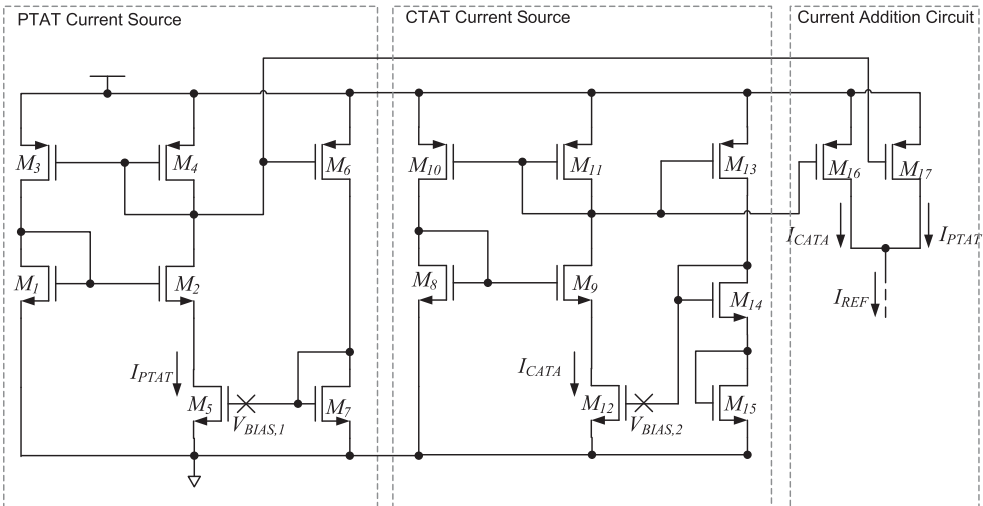 PTAT Current Source
CTAT Current Source
Current Addition Circuit
M3
M4
M6
M10
M11
M13
M16
M17
M1
M2
M8
M9
M14
ICATA
IPTAT
IREF
IPTAT
M5
M7
VBIAS,1
ICATA
M12
M15
VBIAS,2